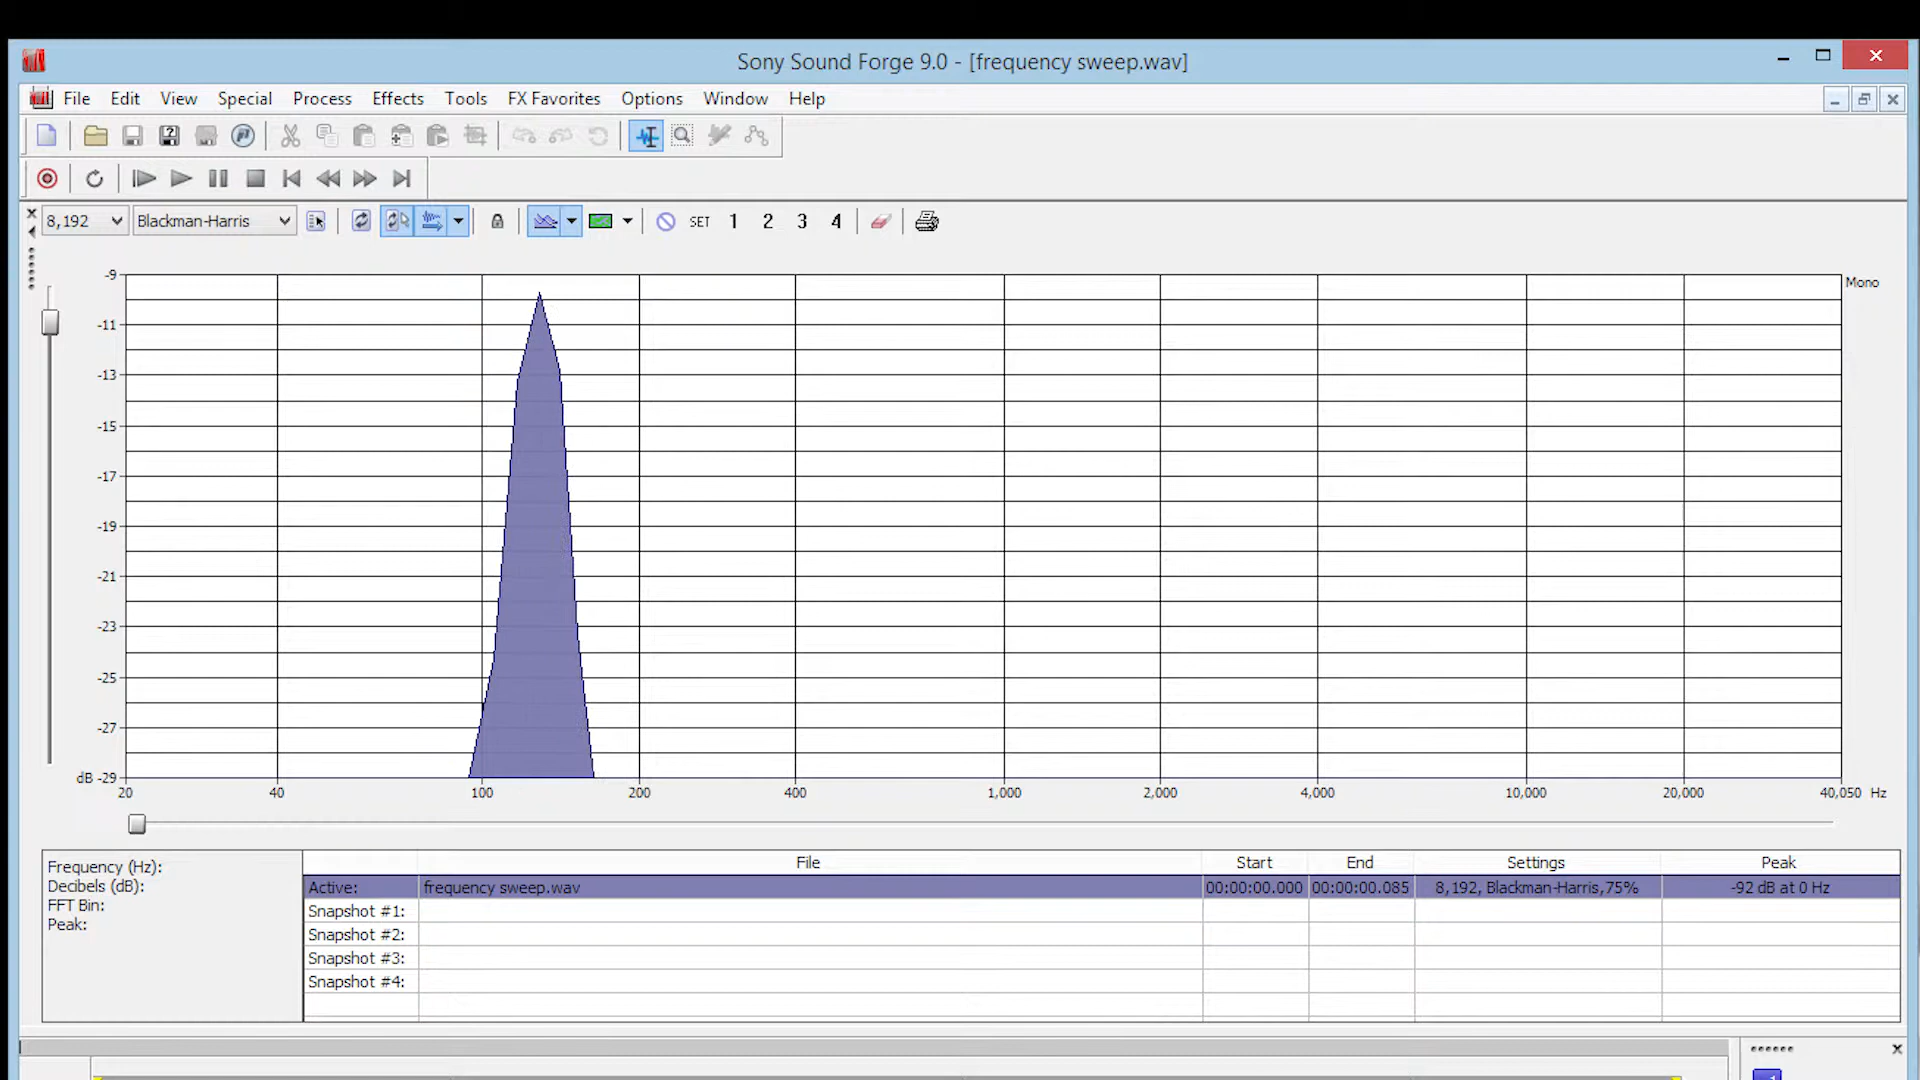 Sony Sound Forge 9.0 - [frequency sweep.wav]
File Edit View Special Process Effects Tools FX Favorites Options Window Help
8,192 Blackman-Harris SET 1 2 3 4
-9
Mono
-11
-13
-15
-17
-19
-21
-23
-25
-27
dB -29
20 40 100 200 400 1,000 2,000 4,000 10,000 20,000 40,050 Hz
Frequency (Hz):
Decibels (dB):
FFT Bin:
Peak:
File Start End Settings Peak
Active: frequency sweep.wav 00:00:00.000 00:00:00.085 8,192, Blackman-Harris,75% -92 dB at 0 Hz
Snapshot #1:
Snapshot #2:
Snapshot #3:
Snapshot #4: